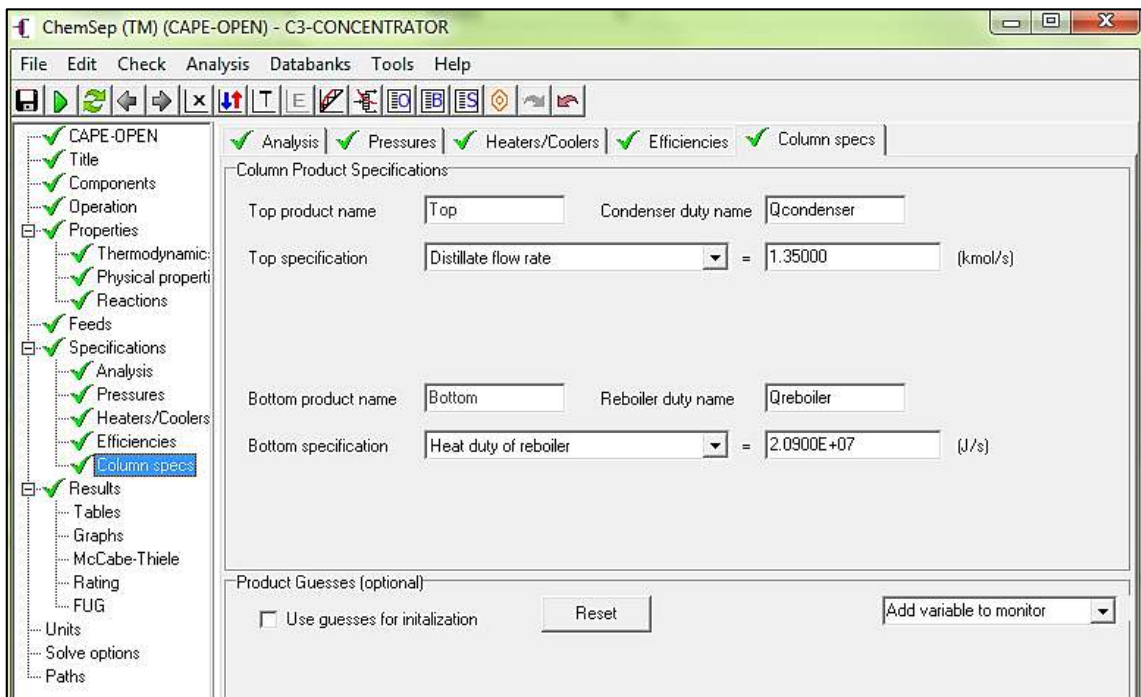 ChemSep (TM) (CAPE-OPEN) - C3-CONCENTRATOR
File Edit Check Analysis Databanks Tools Help
T E O B S
CAPE-OPEN
Title
Components
Operation
Properties
Thermodynamic
Physical properti
Reactions
Feeds
Specifications
Analysis
Pressures
Heaters/Coolers
Efficiencies
Column specs
Results
Tables
Graphs
McCabe-Thiele
Rating
FUG
Units
Solve options
Paths
Analysis Pressures Heaters/Coolers Efficiencies Column specs
Column Product Specifications
Top product name Top Condenser duty name Qcondenser
Top specification Distillate flow rate = 1.35000 (kmol/s)
Bottom product name Bottom Reboiler duty name Qreboiler
Bottom specification Heat duty of reboiler = 2.0900E+07 (J/s)
Product Guesses (optional)
Use guesses for initalization Reset Add variable to monitor